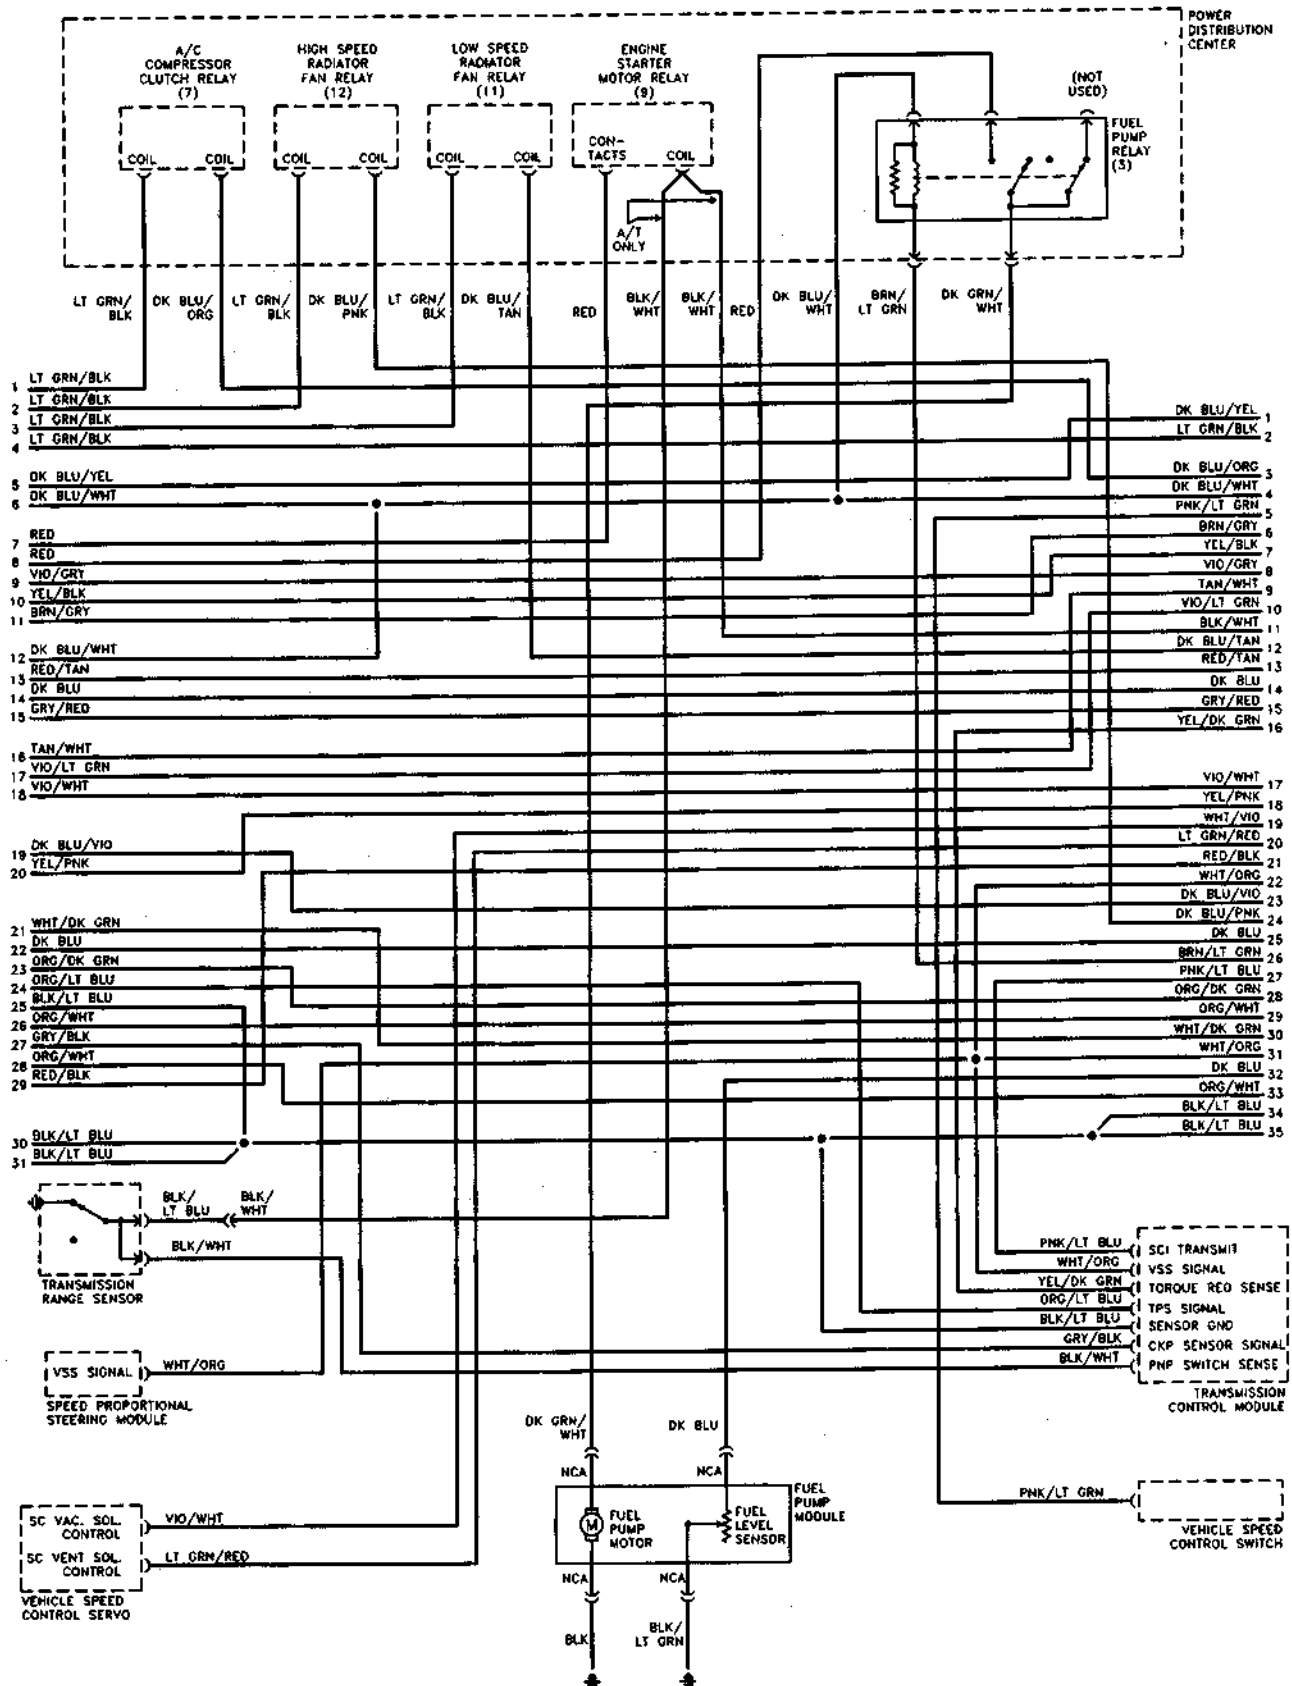 POWER
DISTRIBUTION
CENTER
A/C
COMPRESSOR
CLUTCH RELAY
(7)
HIGH SPEED
RADIATOR
FAN RELAY
(12)
LOW SPEED
RADIATOR
FAN RELAY
(11)
ENGINE
STARTER
MOTOR RELAY
(9)
(NOT
USED)
FUEL
PUMP
RELAY
(3)
COIL
COIL
COIL
COIL
COIL
COIL
CON-
TACTS
COIL
A/T
ONLY
LT GRN/
BLK
DK BLU/
ORG
LT GRN/
BLK
DK BLU/
PNK
LT GRN/
BLK
DK BLU/
TAN
RED
BLK/
WHT
BLK/
WHT
RED
DK BLU/
WHT
BRN/
LT GRN
DK GRN/
WHT
1 LT GRN/BLK
2 LT GRN/BLK
3 LT GRN/BLK
4 LT GRN/BLK
5 DK BLU/YEL
6 DK BLU/WHT
7 RED
8 RED
9 VIO/GRY
10 YEL/BLK
11 BRN/GRY
12 DK BLU/WHT
13 RED/TAN
14 DK BLU
15 GRY/RED
16 TAN/WHT
17 VIO/LT GRN
18 VIO/WHT
19 DK BLU/VIO
20 YEL/PNK
21 WHT/DK GRN
22 DK BLU
23 ORG/DK GRN
24 ORG/LT BLU
25 BLK/LT BLU
26 ORG/WHT
27 GRY/BLK
28 ORG/WHT
29 RED/BLK
30 BLK/LT BLU
31 BLK/LT BLU
DK BLU/YEL 1
LT GRN/BLK 2
DK BLU/ORG 3
DK BLU/WHT 4
PNK/LT GRN 5
BRN/GRY 6
YEL/BLK 7
VIO/GRY 8
TAN/WHT 9
VIO/LT GRN 10
BLK/WHT 11
DK BLU/TAN 12
RED/TAN 13
DK BLU 14
GRY/RED 15
YEL/DK GRN 16
VIO/WHT 17
YEL/PNK 18
WHT/VIO 19
LT GRN/RED 20
RED/BLK 21
WHT/ORG 22
DK BLU/VIO 23
DK BLU/PNK 24
DK BLU 25
BRN/LT GRN 26
PNK/LT BLU 27
ORG/DK GRN 28
ORG/WHT 29
WHT/DK GRN 30
WHT/ORG 31
DK BLU 32
ORG/WHT 33
BLK/LT BLU 34
BLK/LT BLU 35
BLK/
LT BLU
BLK/
WHT
BLK/WHT
TRANSMISSION
RANGE SENSOR
VSS SIGNAL
WHT/ORG
SPEED PROPORTIONAL
STEERING MODULE
SC VAC. SOL.
CONTROL
VIO/WHT
SC VENT SOL.
CONTROL
LT GRN/RED
VEHICLE SPEED
CONTROL SERVO
PNK/LT BLU SCI TRANSMIT
WHT/ORG VSS SIGNAL
YEL/DK GRN TORQUE REQ SENSE
ORG/LT BLU TPS SIGNAL
BLK/LT BLU SENSOR GND
GRY/BLK CKP SENSOR SIGNAL
BLK/WHT PNP SWITCH SENSE
TRANSMISSION
CONTROL MODULE
PNK/LT GRN
VEHICLE SPEED
CONTROL SWITCH
DK GRN/
WHT
DK BLU
NCA
NCA
FUEL
PUMP
MODULE
M
FUEL
PUMP
MOTOR
FUEL
LEVEL
SENSOR
NCA
NCA
BLK
BLK/
LT GRN